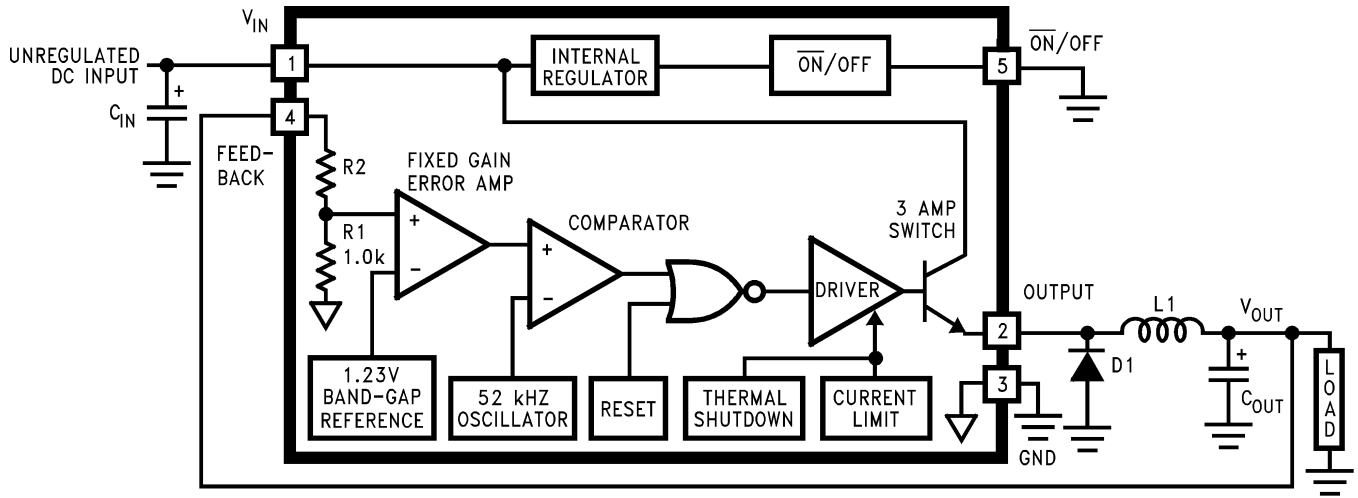 V_IN
UNREGULATED
DC INPUT
+
C_IN
1
4
FEED-
BACK
INTERNAL
REGULATOR
O̅N̅/OFF
5
O̅N̅/OFF
R2
R1
1.0k
FIXED GAIN
ERROR AMP
+
−
COMPARATOR
+
−
DRIVER
3 AMP
SWITCH
OUTPUT
2
3
GND
1.23V
BAND-GAP
REFERENCE
52 kHZ
OSCILLATOR
RESET
THERMAL
SHUTDOWN
CURRENT
LIMIT
D1
L1
V_OUT
+
C_OUT
LOAD